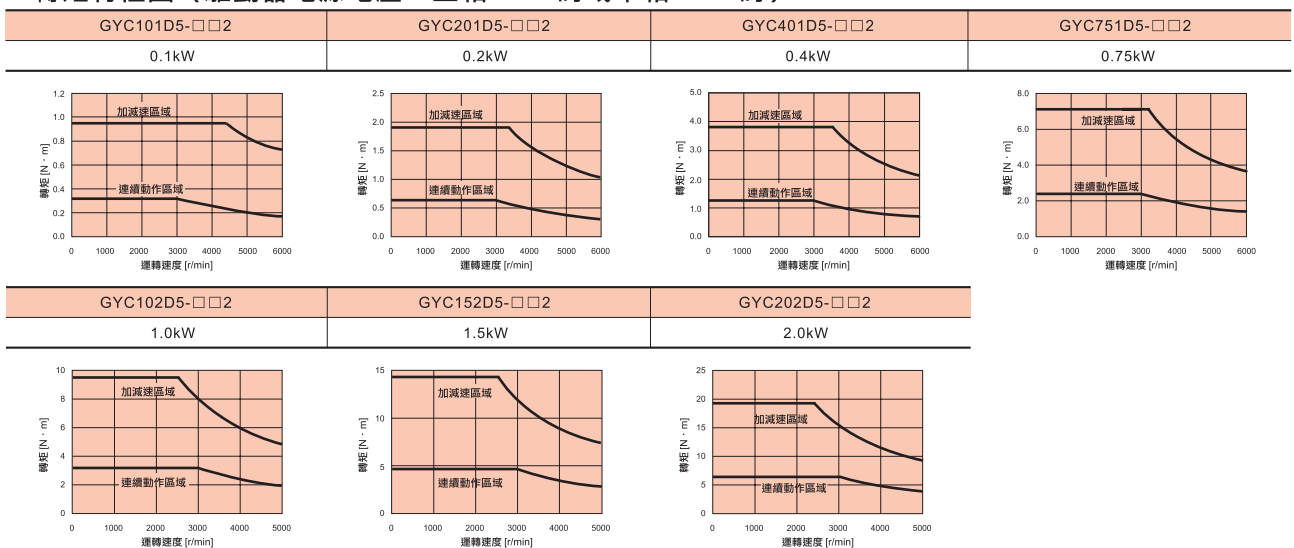 GYC101D5-□□2 GYC201D5-□□2 GYC401D5-□□2 GYC751D5-□□2
0.1kW 0.2kW 0.4kW 0.75kW
轉矩 [N・m]
1.2
1.0
0.8
0.6
0.4
0.2
0.0
加減速區域
連續動作區域
0 1000 2000 3000 4000 5000 6000
運轉速度 [r/min]
轉矩 [N・m]
2.5
2.0
1.5
1.0
0.5
0.0
加減速區域
連續動作區域
0 1000 2000 3000 4000 5000 6000
運轉速度 [r/min]
轉矩 [N・m]
5.0
4.0
3.0
2.0
1.0
0.0
加減速區域
連續動作區域
0 1000 2000 3000 4000 5000 6000
運轉速度 [r/min]
轉矩 [N・m]
8.0
6.0
4.0
2.0
0.0
加減速區域
連續動作區域
0 1000 2000 3000 4000 5000 6000
運轉速度 [r/min]
GYC102D5-□□2 GYC152D5-□□2 GYC202D5-□□2
1.0kW 1.5kW 2.0kW
轉矩 [N・m]
10
8
6
4
2
0
加減速區域
連續動作區域
0 1000 2000 3000 4000 5000
運轉速度 [r/min]
轉矩 [N・m]
15
10
5
0
加減速區域
連續動作區域
0 1000 2000 3000 4000 5000
運轉速度 [r/min]
轉矩 [N・m]
25
20
15
10
5
0
加減速區域
連續動作區域
0 1000 2000 3000 4000 5000
運轉速度 [r/min]